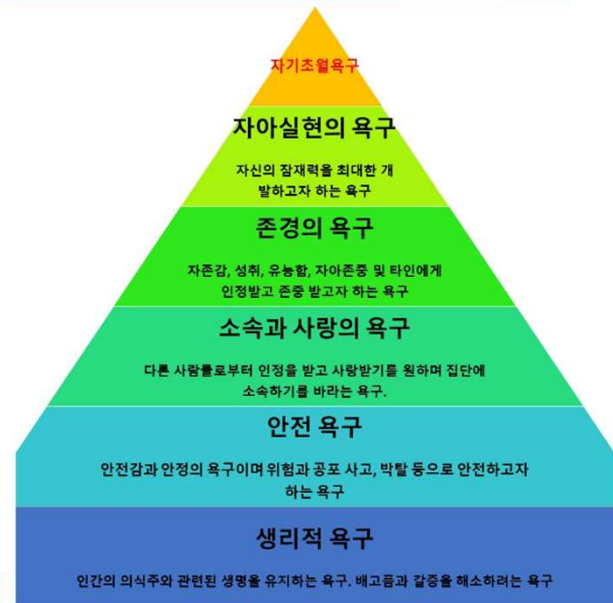 자기초월욕구
자아실현의 욕구
자신의 잠재력을 최대한 개
발하고자 하는 욕구
존경의 욕구
자존감, 성취, 유능함, 자아존중 및 타인에게
인정받고 존중 받고자 하는 욕구
소속과 사랑의 욕구
다른 사람들로부터 인정을 받고 사랑받기를 원하며 집단에
소속하기를 바라는 욕구.
안전 욕구
안전감과 안정의 욕구이며 위험과 공포 사고, 박탈 등으로 안전하고자
하는 욕구
생리적 욕구
인간의 의식주와 관련된 생명을 유지하는 욕구. 배고픔과 갈증을 해소하려는 욕구